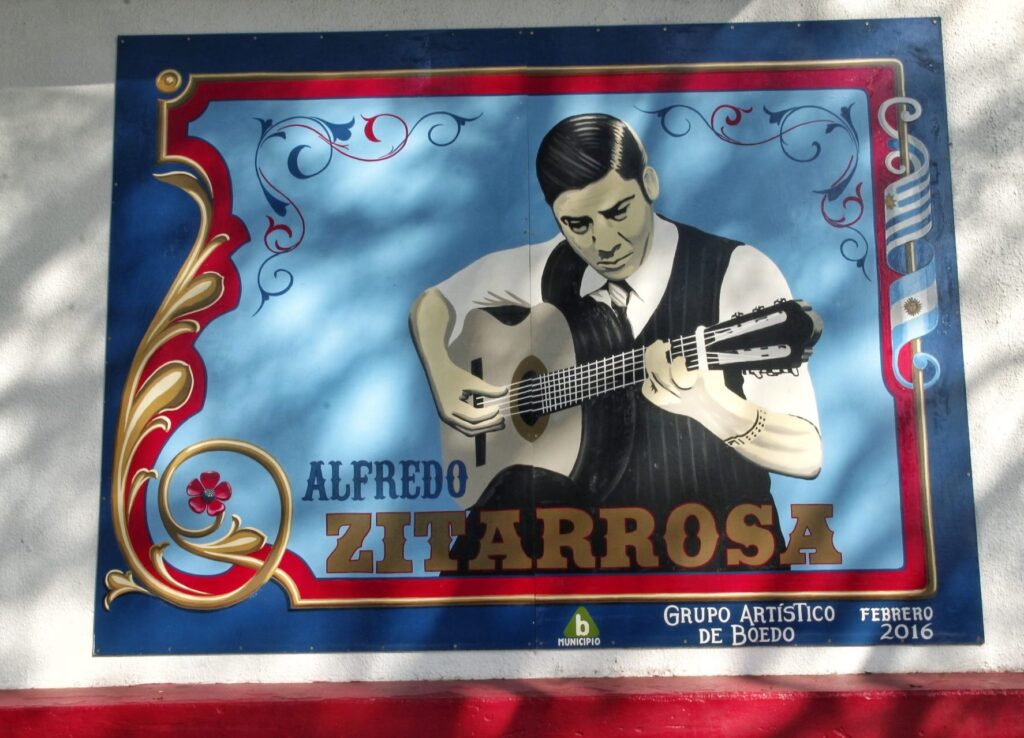 ALFREDO
ZITARROSA
b
MUNICIPIO
GRUPO ARTÍSTICO
DE BOEDO
FEBRERO
2016